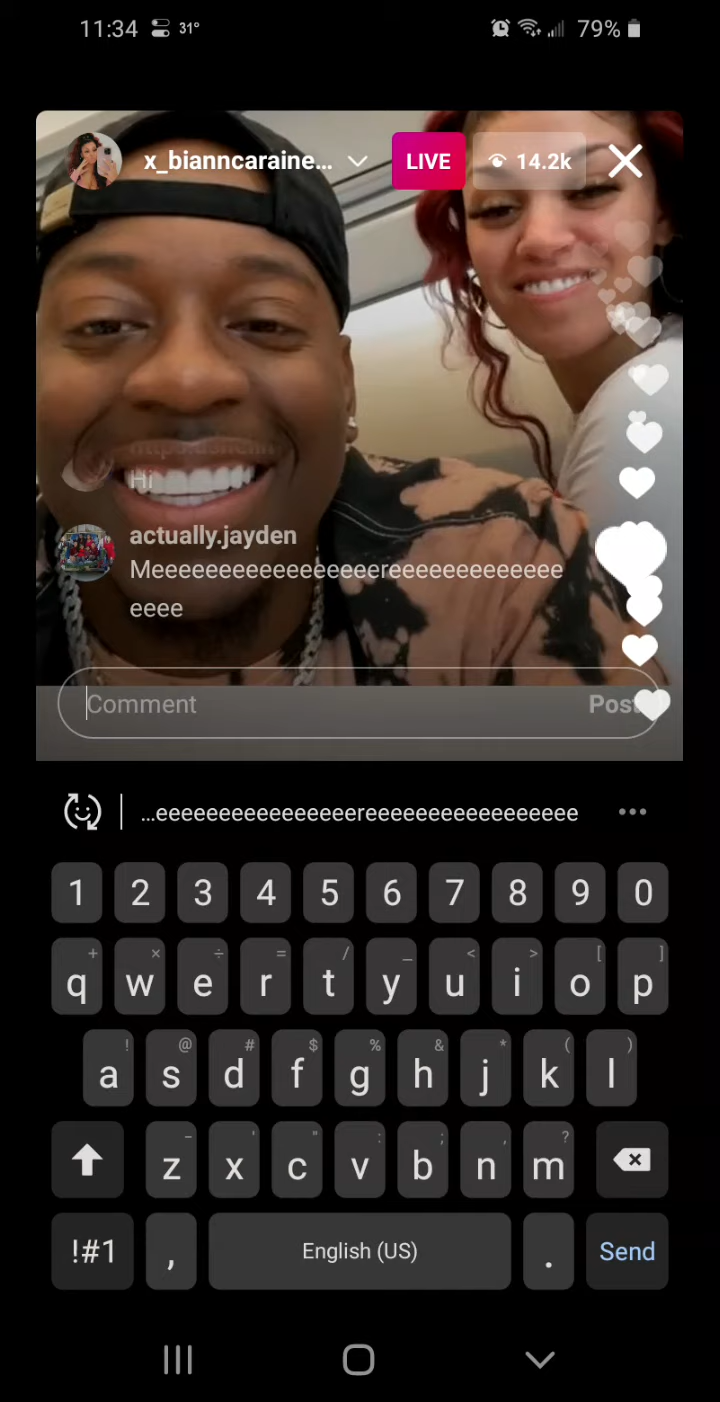 11:34 31° 79%
x_bianncaraine... LIVE 14.2k
Hi
actually.jayden
Meeeeeeeeeeeeeeeeereeeeeeeeeeeee
eeee
Comment Post
...eeeeeeeeeeeeeeeereeeeeeeeeeeeeeeee
1 2 3 4 5 6 7 8 9 0
+ × ÷ = / _ < > [ ]
q w e r t y u i o p
! @ # $ % & * ( )
a s d f g h j k l
- ' " : ; , ?
z x c v b n m
!#1 , English (US) . Send